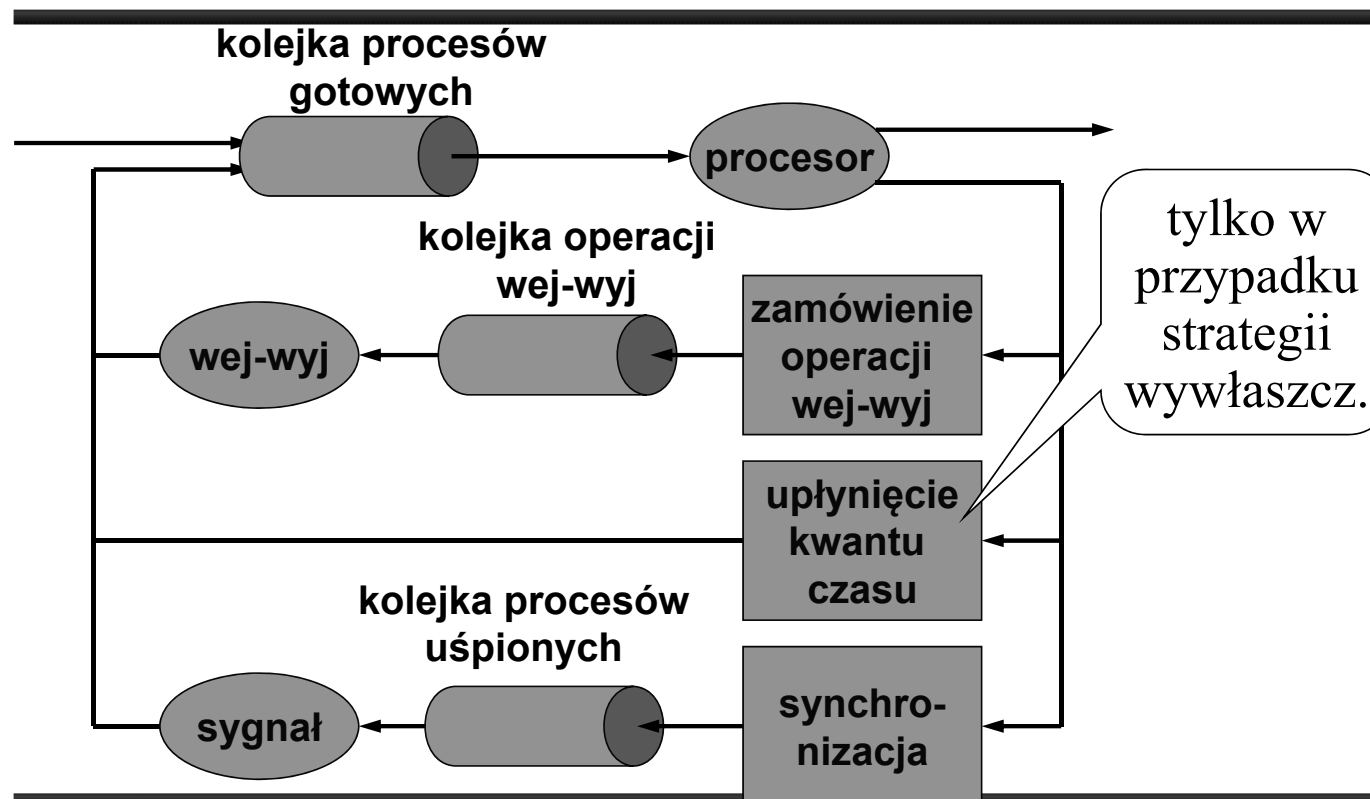 kolejka procesów
gotowych
procesor
kolejka operacji
wej-wyj
zamówienie
operacji
wej-wyj
wej-wyj
tylko w
przypadku
strategii
wywłaszcz.
upłynięcie
kwantu
czasu
kolejka procesów
uśpionych
synchro-
nizacja
sygnał